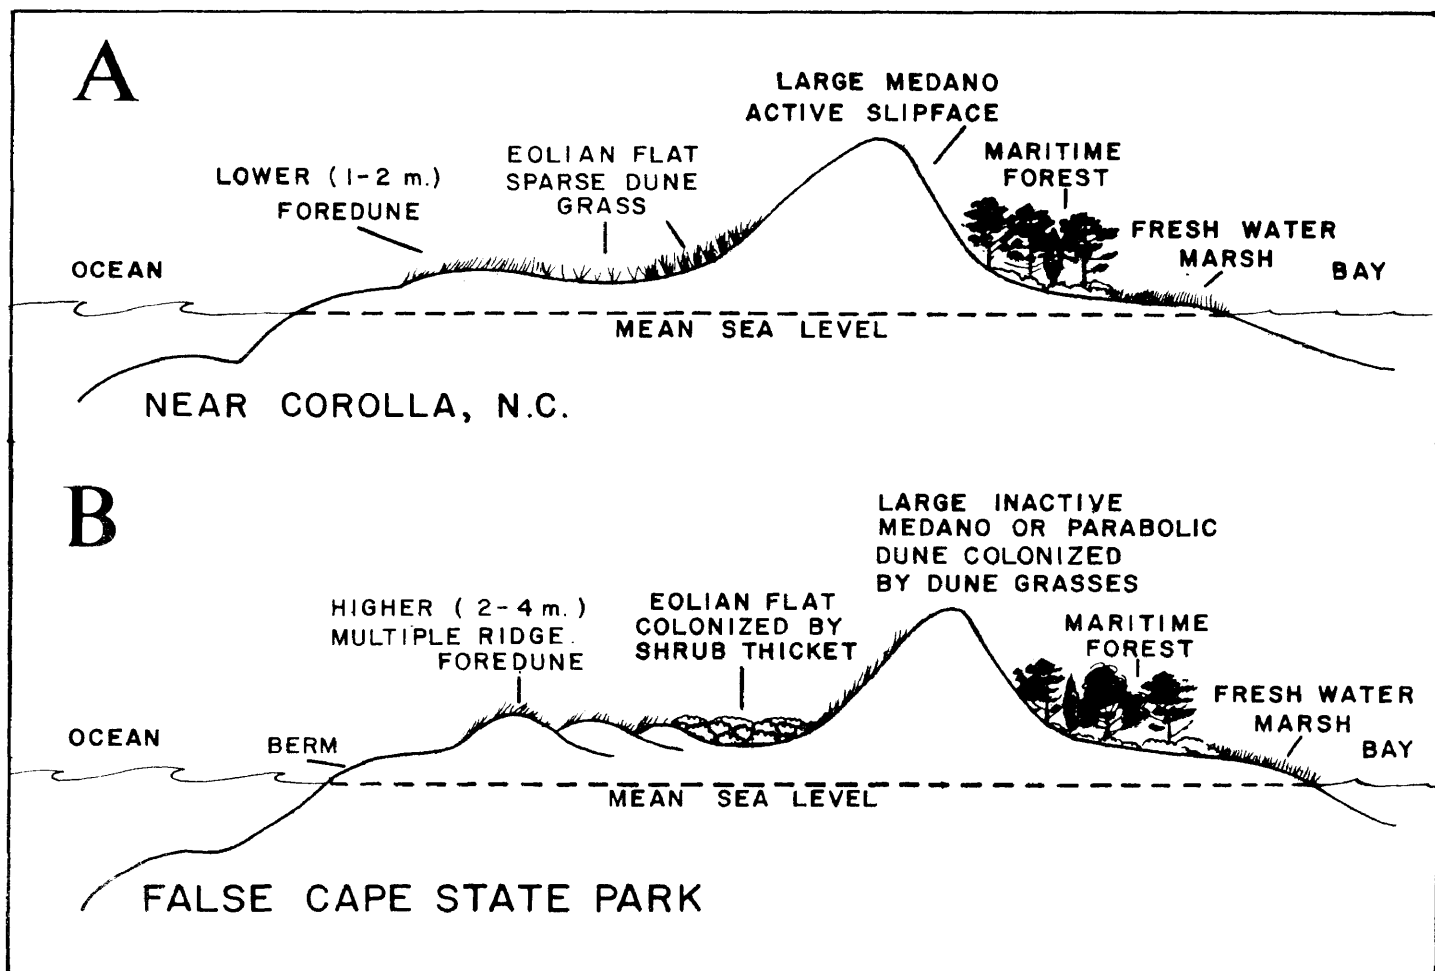 A
LARGE MEDANO
ACTIVE SLIPFACE
LOWER (1-2 m.)
FOREDUNE
EOLIAN FLAT
SPARSE DUNE
GRASS
MARITIME
FOREST
FRESH WATER
MARSH
OCEAN
BAY
MEAN SEA LEVEL
NEAR COROLLA, N.C.
B
LARGE INACTIVE
MEDANO OR PARABOLIC
DUNE COLONIZED
BY DUNE GRASSES
HIGHER (2-4 m.)
MULTIPLE RIDGE.
FOREDUNE
EOLIAN FLAT
COLONIZED BY
SHRUB THICKET
MARITIME
FOREST
FRESH WATER
MARSH
OCEAN
BERM
BAY
MEAN SEA LEVEL
FALSE CAPE STATE PARK